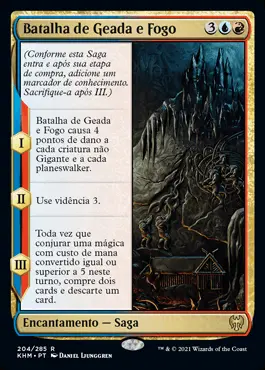 Batalha de Geada e Fogo 3
(Conforme esta Saga
entra e após sua etapa
de compra, adicione um
marcador de conhecimento.
Sacrifique-a após III.)
I
Batalha de Geada
e Fogo causa 4
pontos de dano a
cada criatura não
Gigante e a cada
planeswalker.
II
Use vidência 3.
III
Toda vez que
conjurar uma mágica
com custo de mana
convertido igual ou
superior a 5 neste
turno, compre dois
cards e descarte um
card.
Encantamento — Saga
204/285 R
KHM • PT Daniel Ljunggren
™ & © 2021 Wizards of the Coast